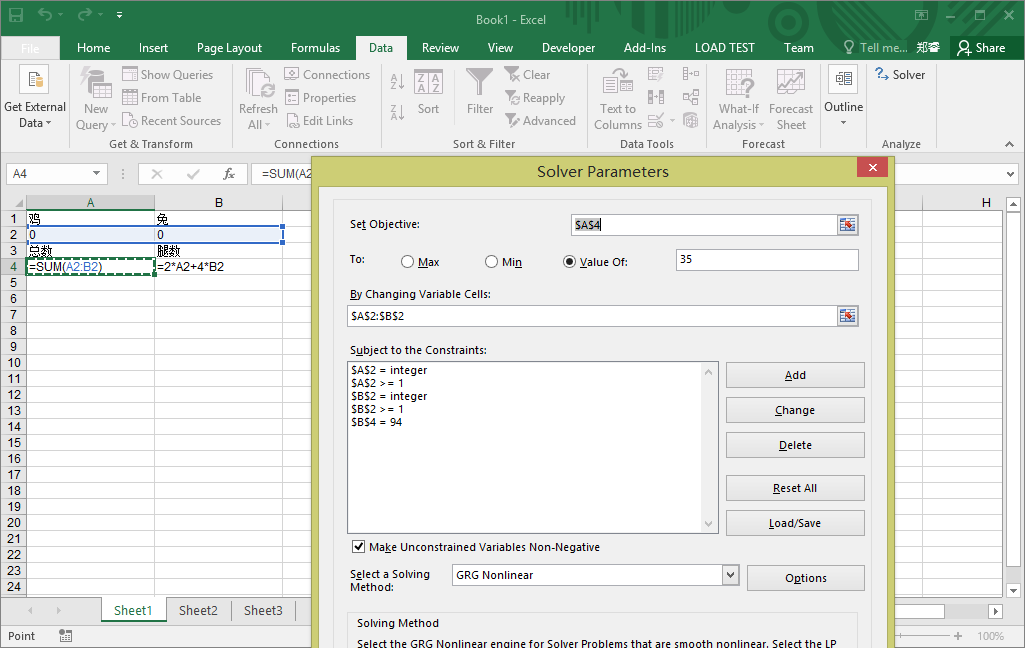 Book1 - Excel
File Home Insert Page Layout Formulas Data Review View Developer Add-Ins LOAD TEST Team Tell me... 郑睿 Share
Get External Data
New Query
Show Queries
From Table
Recent Sources
Get & Transform
Refresh All
Connections
Properties
Edit Links
Connections
Sort
Filter
Clear
Reapply
Advanced
Sort & Filter
Text to Columns
Data Tools
What-If Analysis
Forecast Sheet
Forecast
Outline
Solver
Analyze
A4 fx =SUM(A2
A B H
1 鸡 兔
2 0 0
3 总数 腿数
4 =SUM(A2:B2) =2*A2+4*B2
5
6
7
8
9
10
11
12
13
14
15
16
17
18
19
20
21
22
23
24
Solver Parameters
Set Objective: $A$4
To: Max Min Value Of: 35
By Changing Variable Cells:
$A$2:$B$2
Subject to the Constraints:
$A$2 = integer
$A$2 >= 1
$B$2 = integer
$B$2 >= 1
$B$4 = 94
Add
Change
Delete
Reset All
Load/Save
Make Unconstrained Variables Non-Negative
Select a Solving Method: GRG Nonlinear Options
Solving Method
Select the GRG Nonlinear engine for Solver Problems that are smooth nonlinear. Select the LP
Sheet1 Sheet2 Sheet3
Point 100%